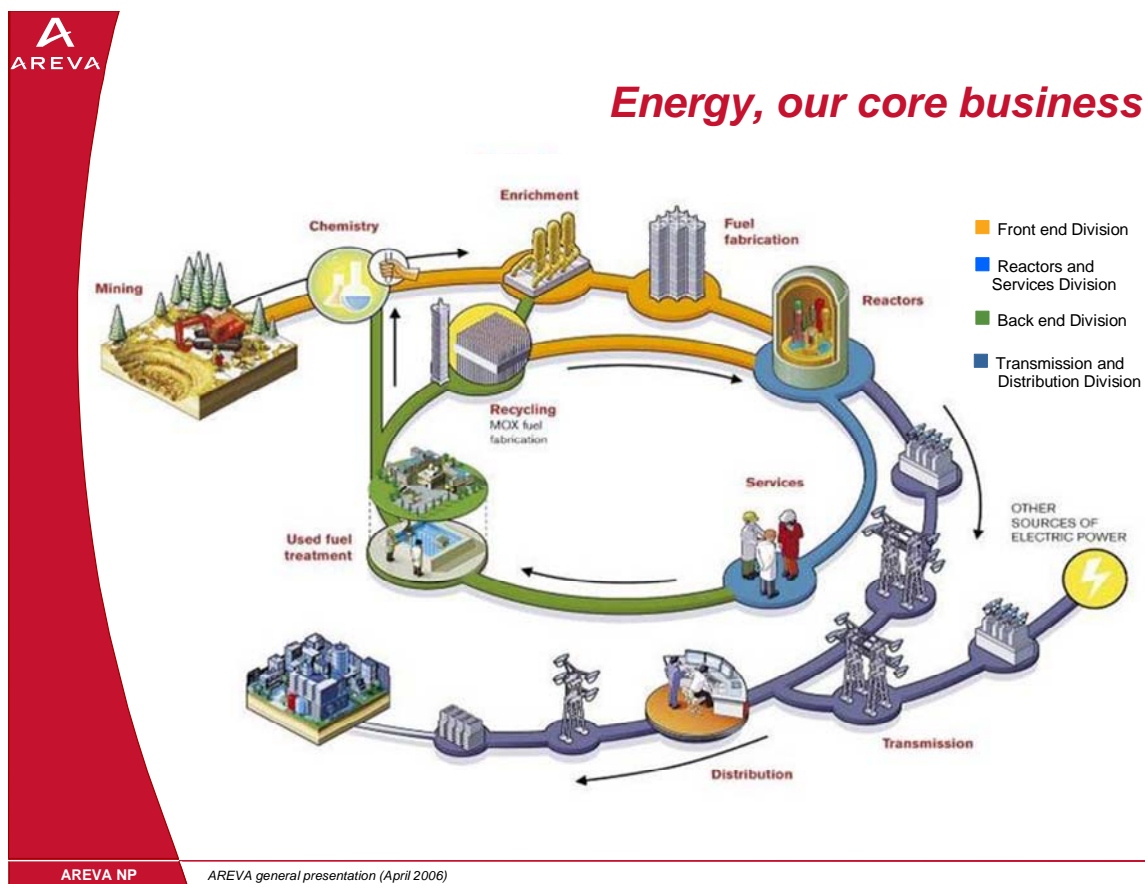 AREVA
Energy, our core business
Enrichment
Chemistry
Fuel
fabrication
Front end Division
Mining
Reactors
Reactors and
Services Division
Back end Division
Transmission and
Distribution Division
Recycling
MOX fuel
fabrication
Services
Used fuel
treatment
OTHER
SOURCES OF
ELECTRIC POWER
Transmission
Distribution
AREVA NP
AREVA general presentation (April 2006)